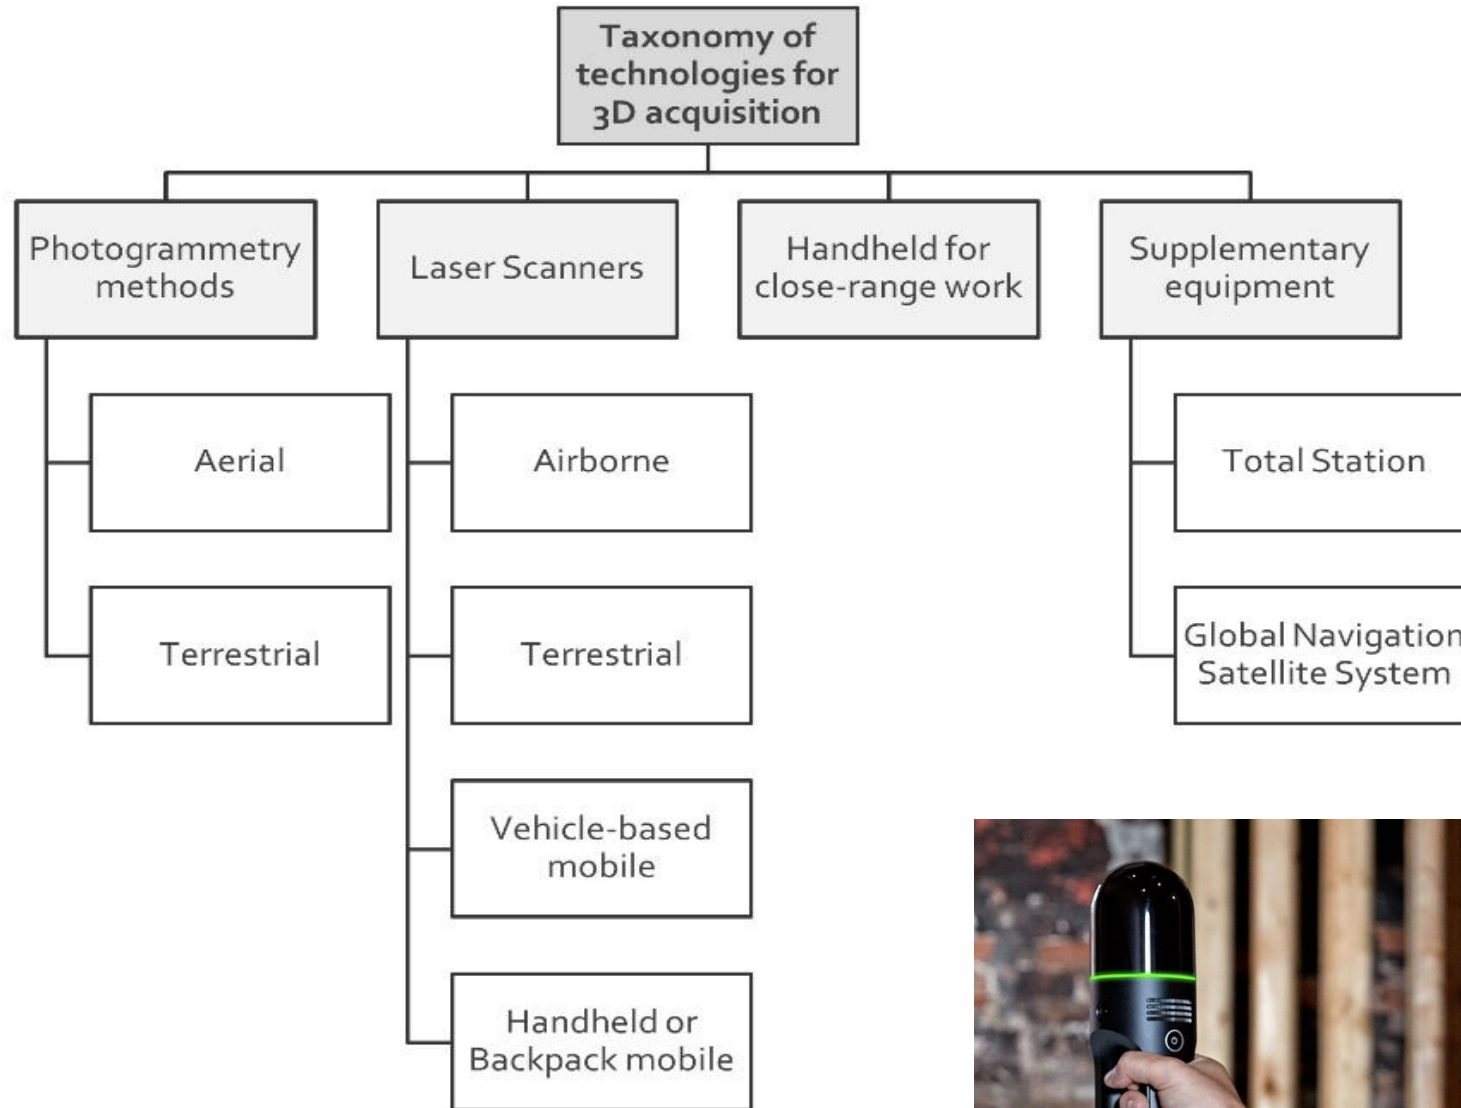 Taxonomy of
technologies for
3D acquisition
Photogrammetry
methods
Laser Scanners
Handheld for
close-range work
Supplementary
equipment
Aerial
Airborne
Total Station
Terrestrial
Terrestrial
Global Navigation
Satellite System
Vehicle-based
mobile
Handheld or
Backpack mobile